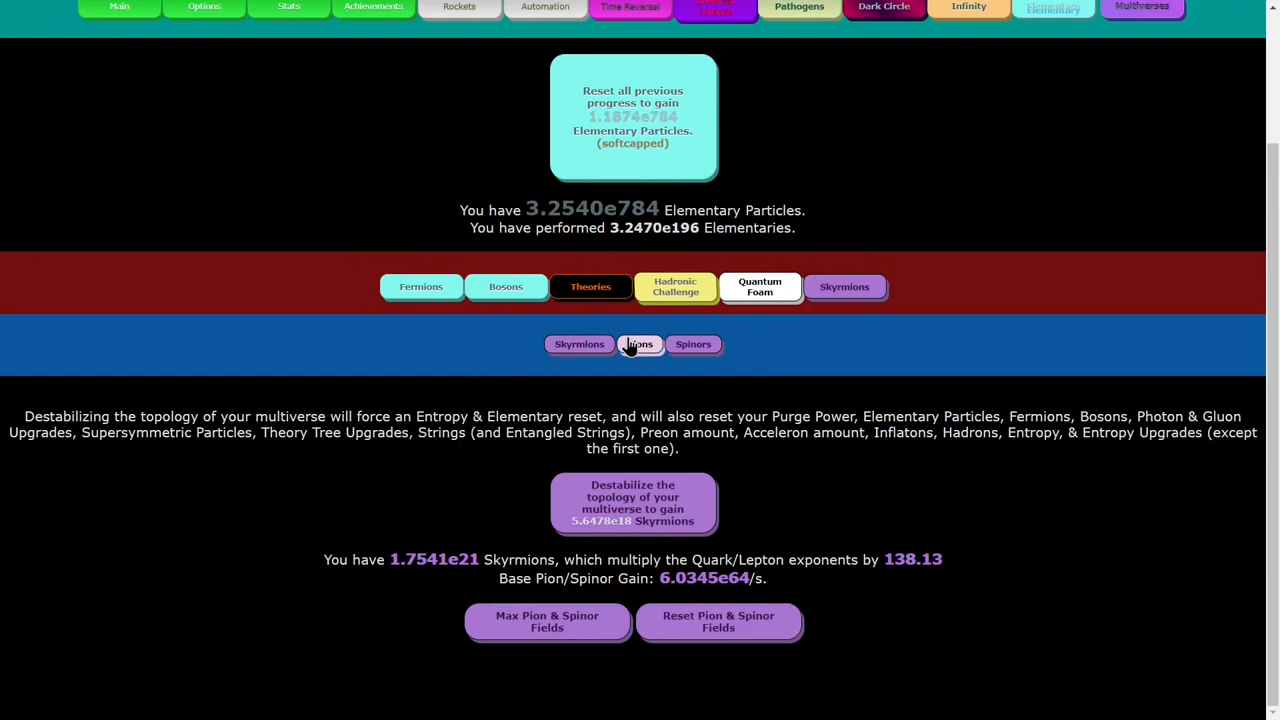 Main Options Stats Achievements Rockets Automation Time Reversal Pathogens Dark Circle Infinity Elementary Multiverses
Reset all previous
progress to gain
1.1874e784
Elementary Particles.
(softcapped)
You have 3.2540e784 Elementary Particles.
You have performed 3.2470e196 Elementaries.
Fermions Bosons Theories Hadronic Challenge Quantum Foam Skyrmions
Skyrmions Spinors
Destabilizing the topology of your multiverse will force an Entropy & Elementary reset, and will also reset your Purge Power, Elementary Particles, Fermions, Bosons, Photon & Gluon
Upgrades, Supersymmetric Particles, Theory Tree Upgrades, Strings (and Entangled Strings), Preon amount, Acceleron amount, Inflatons, Hadrons, Entropy, & Entropy Upgrades (except
the first one).
Destabilize the
topology of your
multiverse to gain
5.6478e18 Skyrmions
You have 1.7541e21 Skyrmions, which multiply the Quark/Lepton exponents by 138.13
Base Pion/Spinor Gain: 6.0345e64/s.
Max Pion & Spinor Fields Reset Pion & Spinor Fields